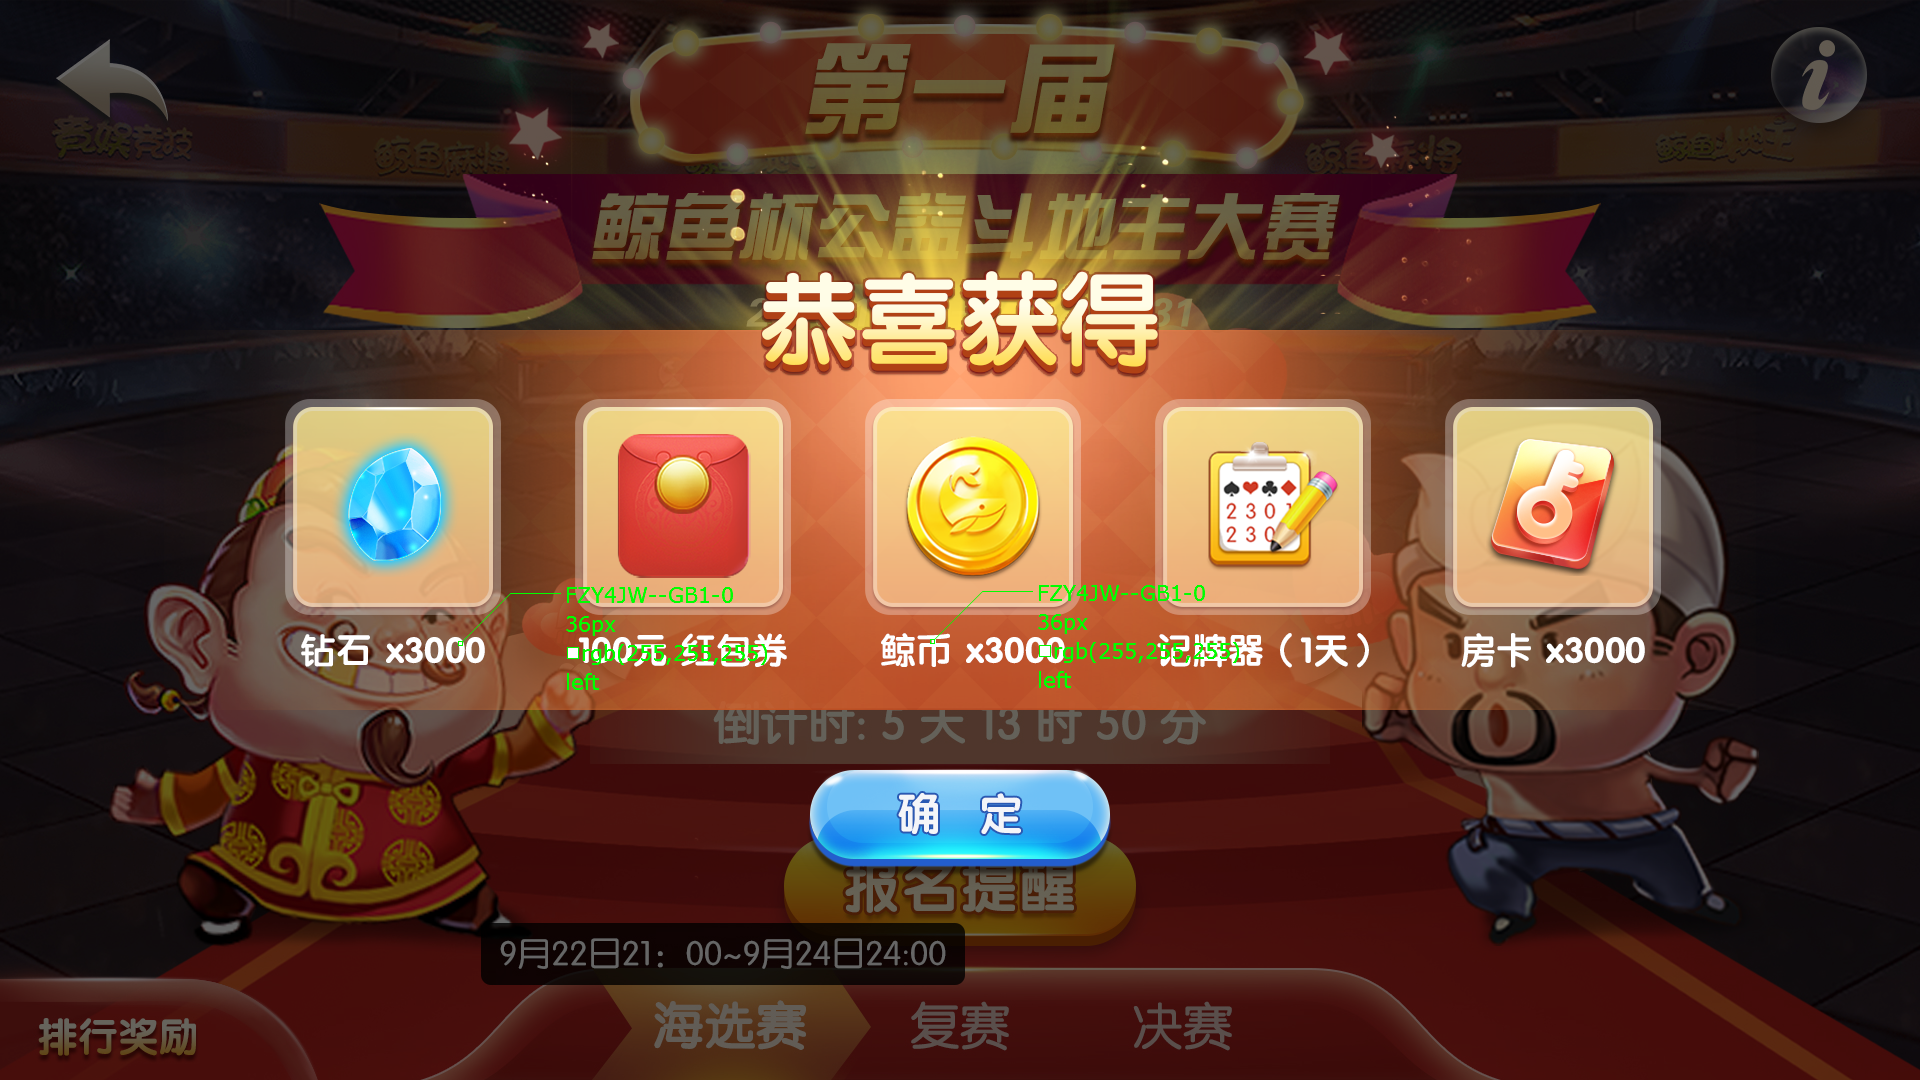 第一届
竞娱竞技
鲸鱼麻将
鲸鱼麻将
鲸鱼斗地主
鲸鱼杯公益斗地主大赛
恭喜获得
2 3 0 1
2 3 0
FZY4JW--GB1-0
36px
rgb(255,255,255)
left
FZY4JW--GB1-0
36px
rgb(255,255,255)
left
钻石 x3000
100元 红包券
鲸币 x3000
记牌器（1天）
房卡 x3000
倒计时: 5 天 13 时 50 分
确 定
报名提醒
9月22日21：00~9月24日24:00
海选赛
复赛
决赛
排行奖励